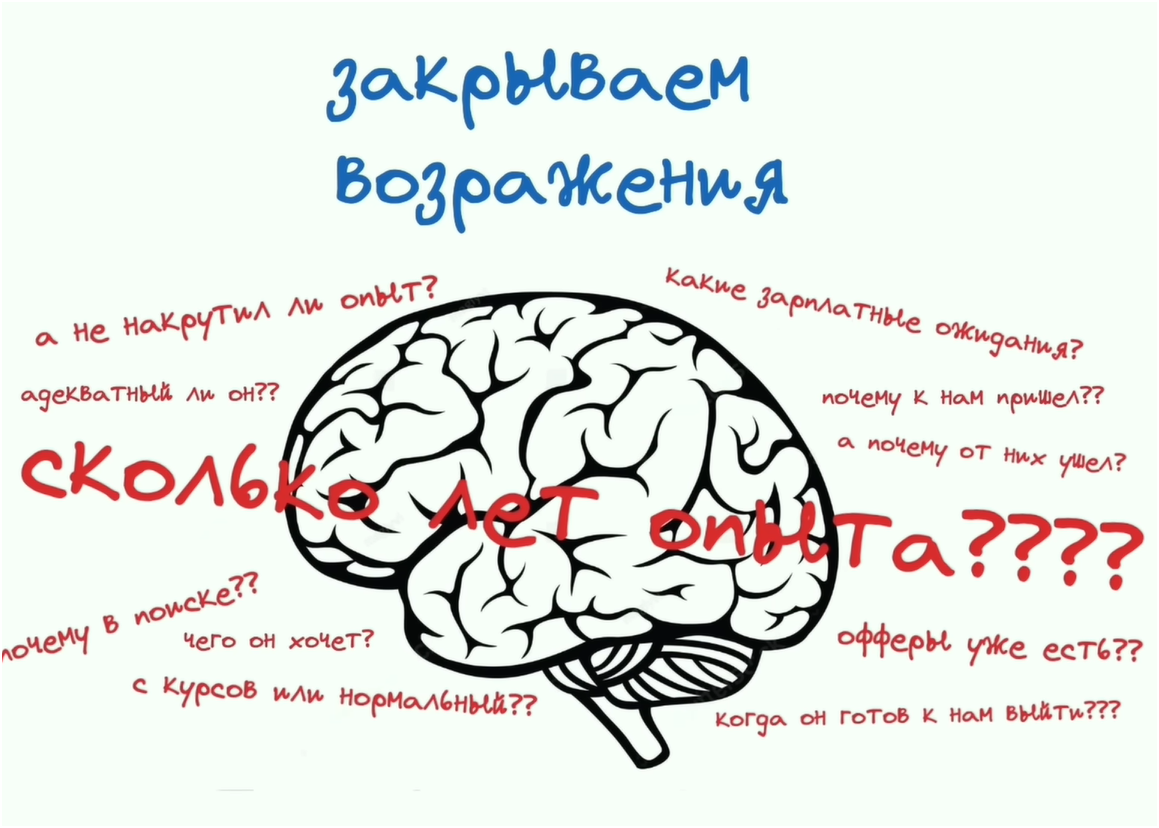 закрываем
возражения
а не накрутил ли опыт?
какие зарплатные ожидания?
адекватный ли он??
почему к нам пришел??
а почему от них ушел?
сколько лет опыта????
почему в поиске??
чего он хочет?
офферы уже есть??
с курсов или нормальный??
когда он готов к нам выйти???